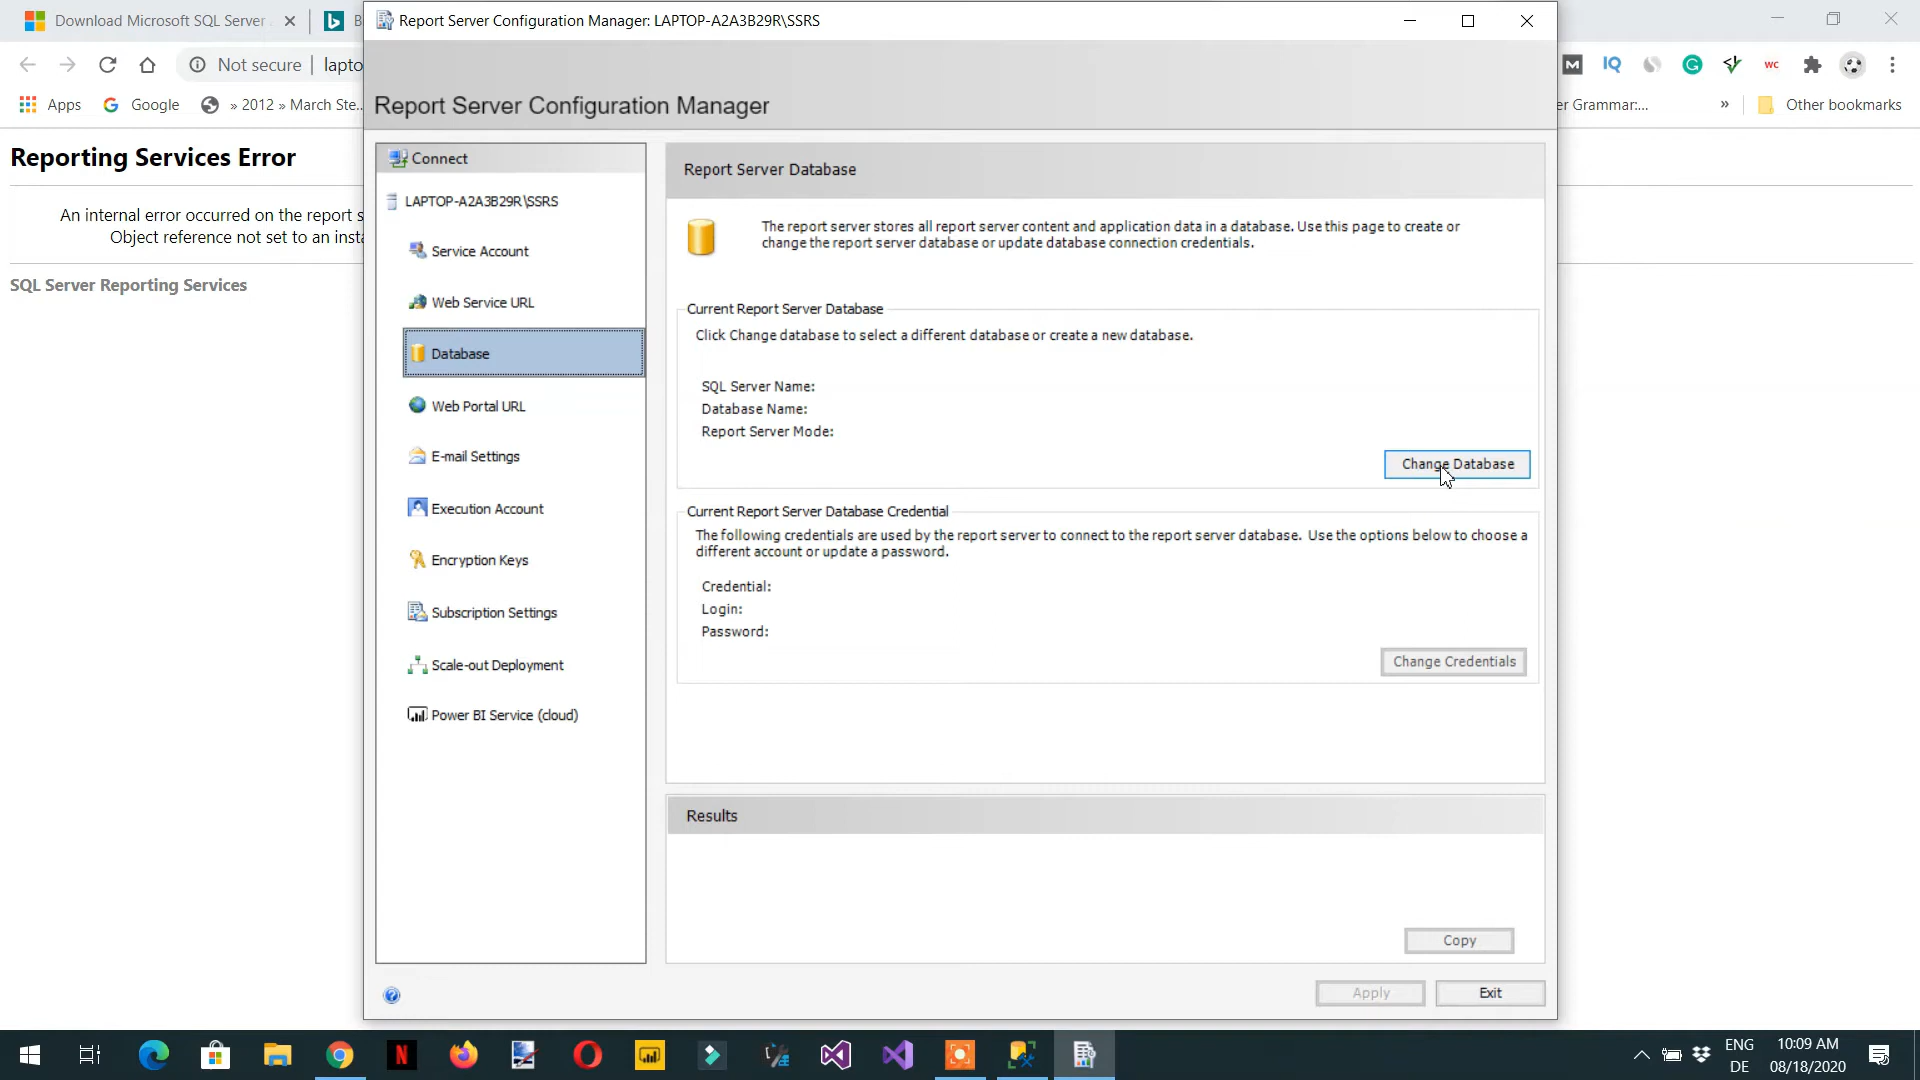 Download Microsoft SQL Server
B
Report Server Configuration Manager: LAPTOP-A2A3B29R\SSRS
Not secure
lapto
M
IQ
G
WC
Apps
Google
» 2012 » March Ste...
er Grammar:...
»
Other bookmarks
Report Server Configuration Manager
Reporting Services Error
An internal error occurred on the report s
Object reference not set to an insta
SQL Server Reporting Services
Connect
LAPTOP-A2A3B29R\SSRS
Service Account
Web Service URL
Database
Web Portal URL
E-mail Settings
Execution Account
Encryption Keys
Subscription Settings
Scale-out Deployment
Power BI Service (cloud)
Report Server Database
The report server stores all report server content and application data in a database. Use this page to create or
change the report server database or update database connection credentials.
Current Report Server Database
Click Change database to select a different database or create a new database.
SQL Server Name:
Database Name:
Report Server Mode:
Change Database
Current Report Server Database Credential
The following credentials are used by the report server to connect to the report server database. Use the options below to choose a
different account or update a password.
Credential:
Login:
Password:
Change Credentials
Results
Copy
Apply
Exit
N
ENG
DE
10:09 AM
08/18/2020